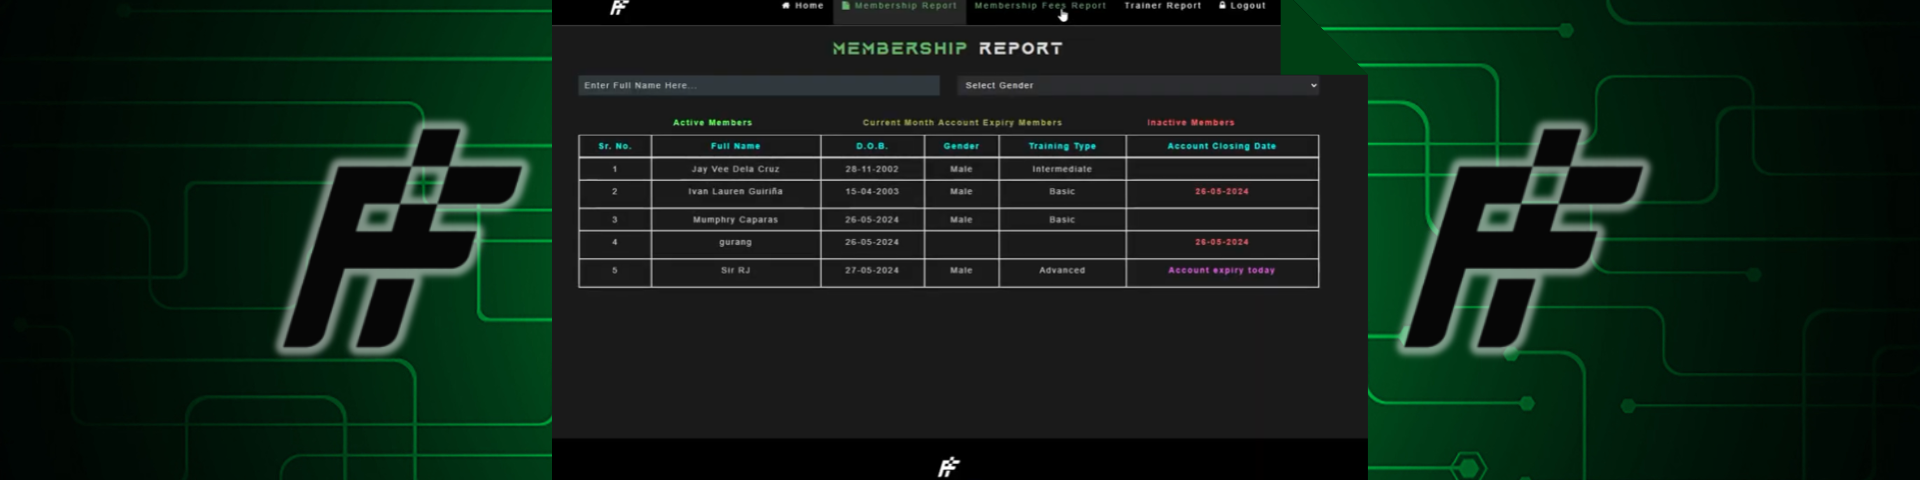 Home Membership Report Membership Fees Report Trainer Report Logout
MEMBERSHIP REPORT
Enter Full Name Here... Select Gender
Active Members Current Month Account Expiry Members Inactive Members
Sr. No. Full Name D.O.B. Gender Training Type Account Closing Date
1 Jay Vee Dela Cruz 28-11-2002 Male Intermediate
2 Ivan Lauren Guiriña 15-04-2003 Male Basic 26-05-2024
3 Mumphry Caparas 26-05-2024 Male Basic
4 gurang 26-05-2024 26-05-2024
5 Sir RJ 27-05-2024 Male Advanced Account expiry today